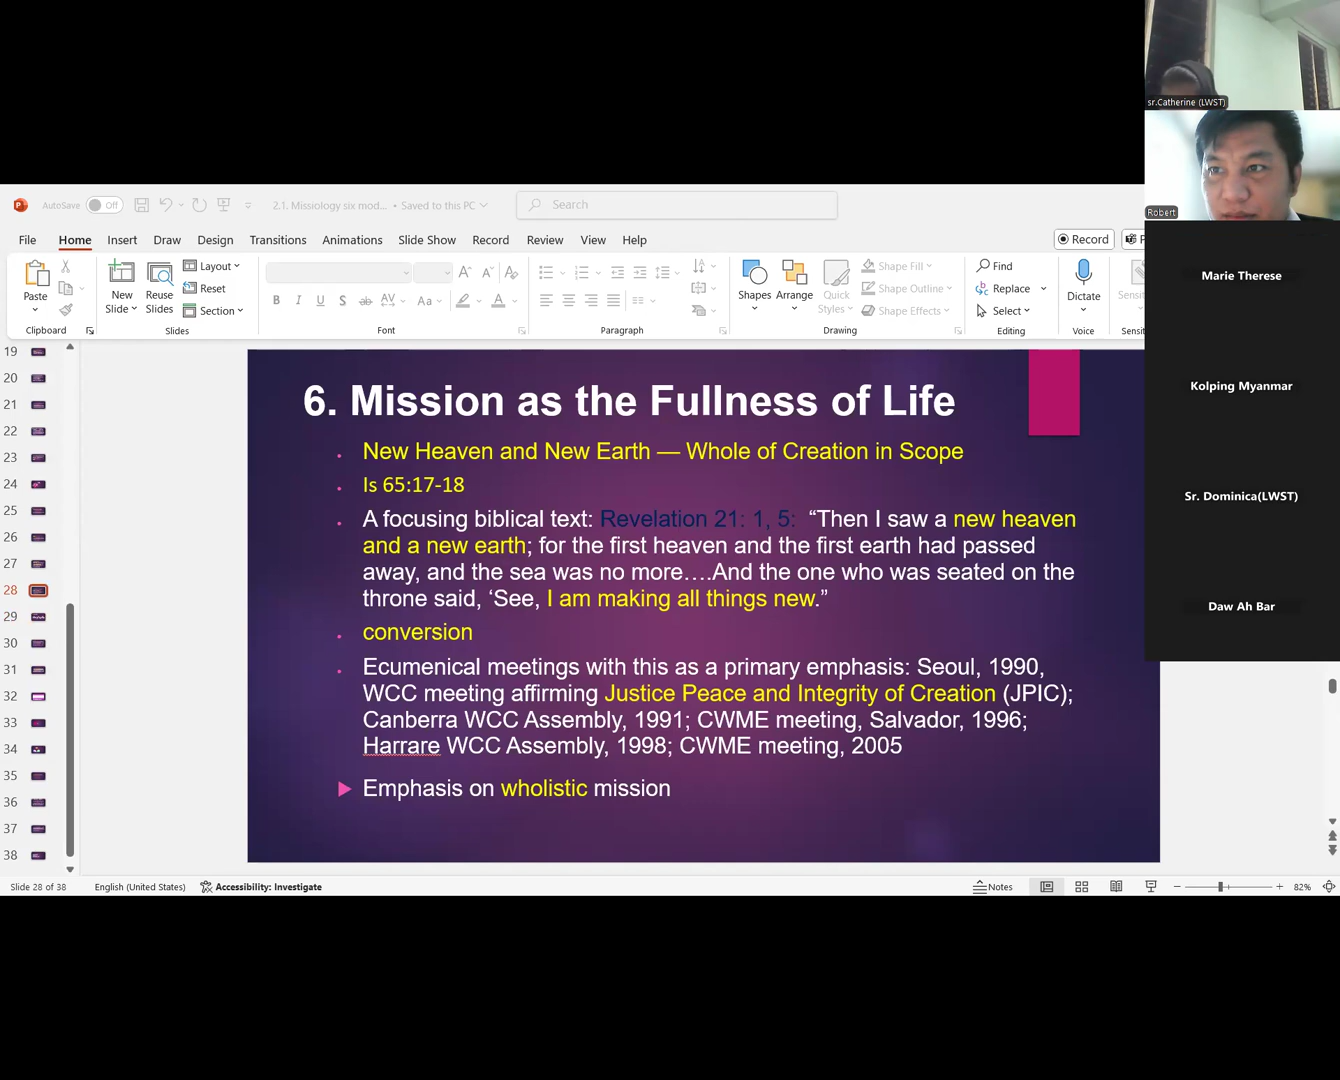 sr.Catherine (LWST)
Robert
Marie Therese
Kolping Myanmar
Sr. Dominica(LWST)
Daw Ah Bar
AutoSave Off
2.1. Missiology six mod... • Saved to this PC
Search
File Home Insert Draw Design Transitions Animations Slide Show Record Review View Help
Record
Paste
Clipboard
New Slide
Reuse Slides
Layout
Reset
Section
Slides
B I U S ab AV Aa A
Font
Paragraph
Shapes
Arrange
Quick Styles
Shape Fill
Shape Outline
Shape Effects
Drawing
Find
Replace
Select
Editing
Dictate
Voice
Sensit
19
20
21
22
23
24
25
26
27
28
29
30
31
32
33
34
35
36
37
38
6. Mission as the Fullness of Life
New Heaven and New Earth — Whole of Creation in Scope
Is 65:17-18
A focusing biblical text: Revelation 21: 1, 5: “Then I saw a new heaven
and a new earth; for the first heaven and the first earth had passed
away, and the sea was no more….And the one who was seated on the
throne said, ‘See, I am making all things new.”
conversion
Ecumenical meetings with this as a primary emphasis: Seoul, 1990,
WCC meeting affirming Justice Peace and Integrity of Creation (JPIC);
Canberra WCC Assembly, 1991; CWME meeting, Salvador, 1996;
Harrare WCC Assembly, 1998; CWME meeting, 2005
Emphasis on wholistic mission
Slide 28 of 38 English (United States) Accessibility: Investigate Notes 82%